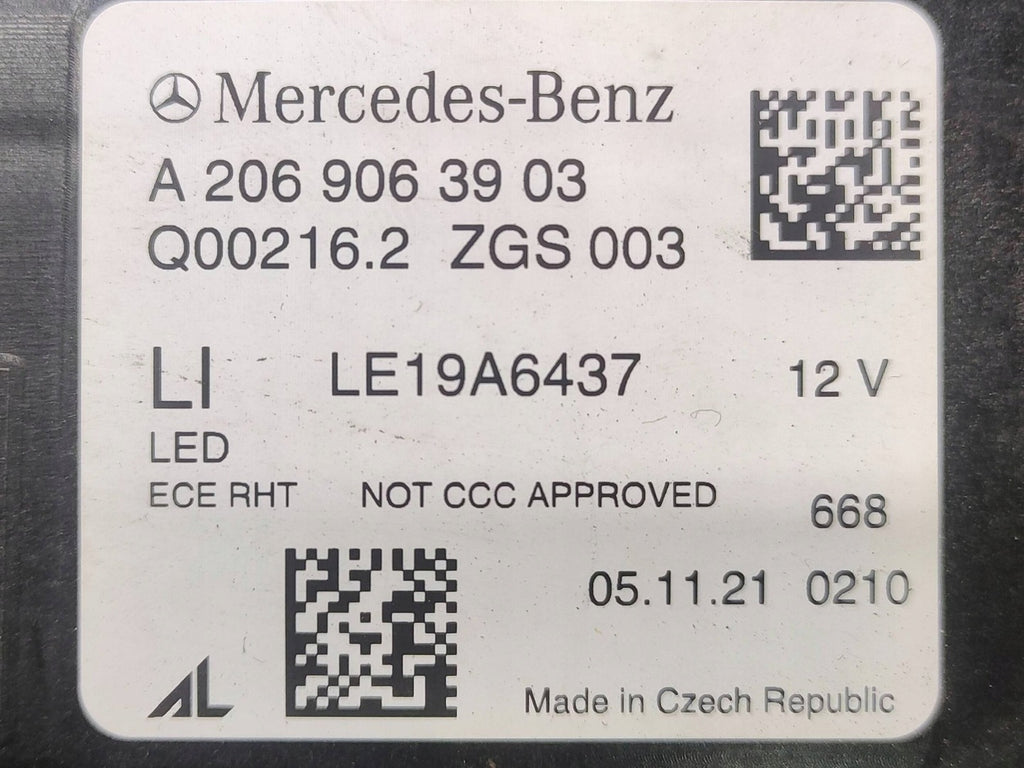 Mercedes-Benz
A 206 906 39 03
Q00216.2 ZGS 003
LI LE19A6437 12 V
LED
ECE RHT NOT CCC APPROVED
668
05.11.21 0210
AL
Made in Czech Republic